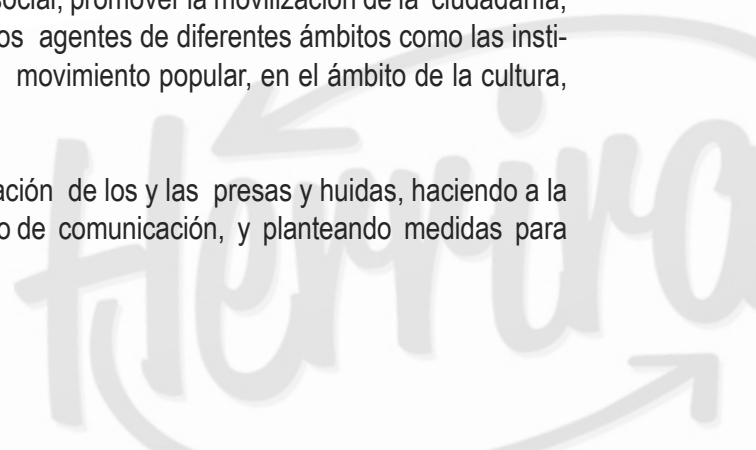 social, promover la movilización de la ciudadanía,
os agentes de diferentes ámbitos como las insti-
movimiento popular, en el ámbito de la cultura,
ación de los y las presas y huidas, haciendo a la
o de comunicación, y planteando medidas para
Herrira